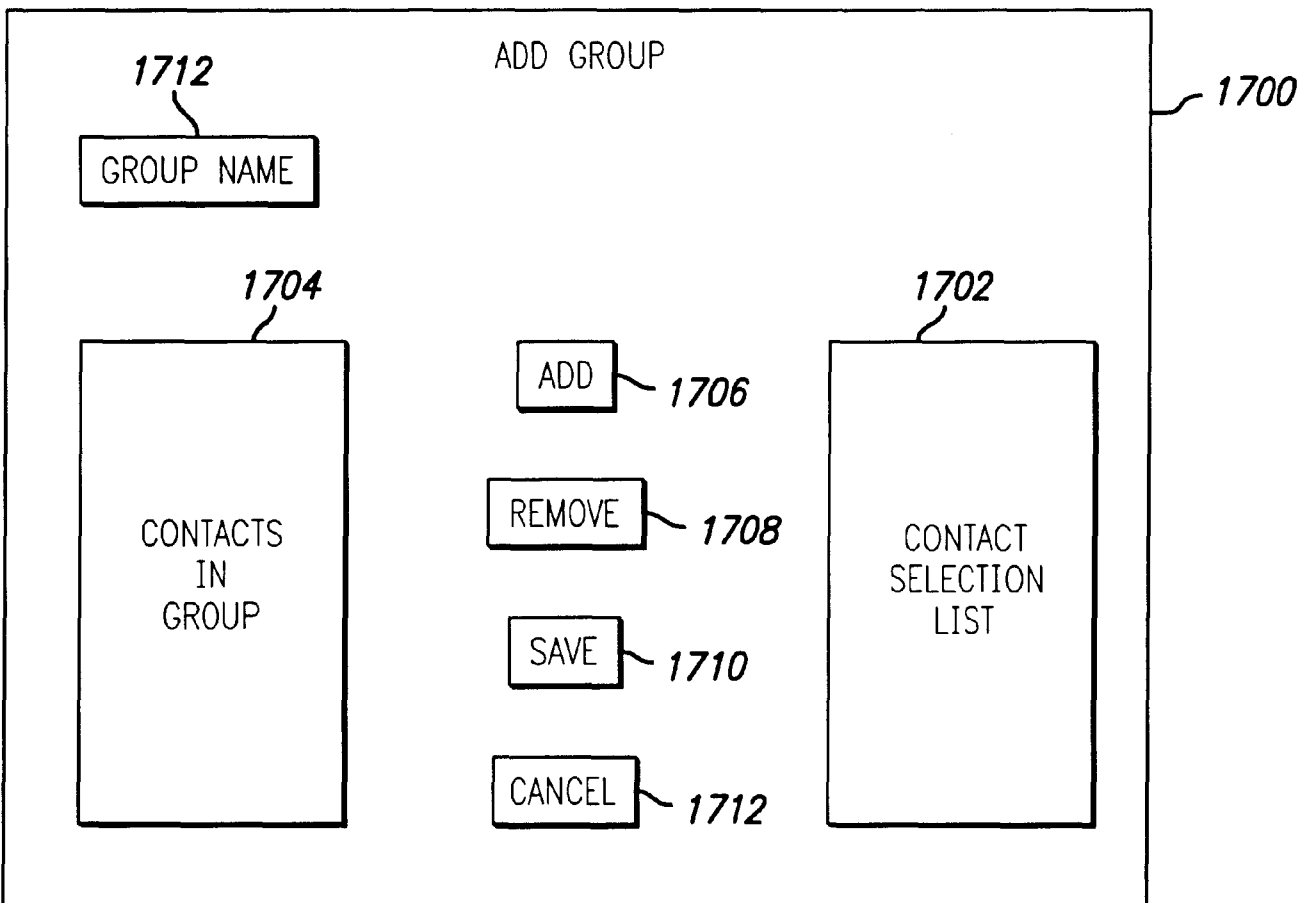 ADD GROUP
1712
1700
GROUP NAME
1704
1702
ADD
1706
REMOVE
1708
CONTACTS
IN
GROUP
CONTACT
SELECTION
LIST
SAVE
1710
CANCEL
1712